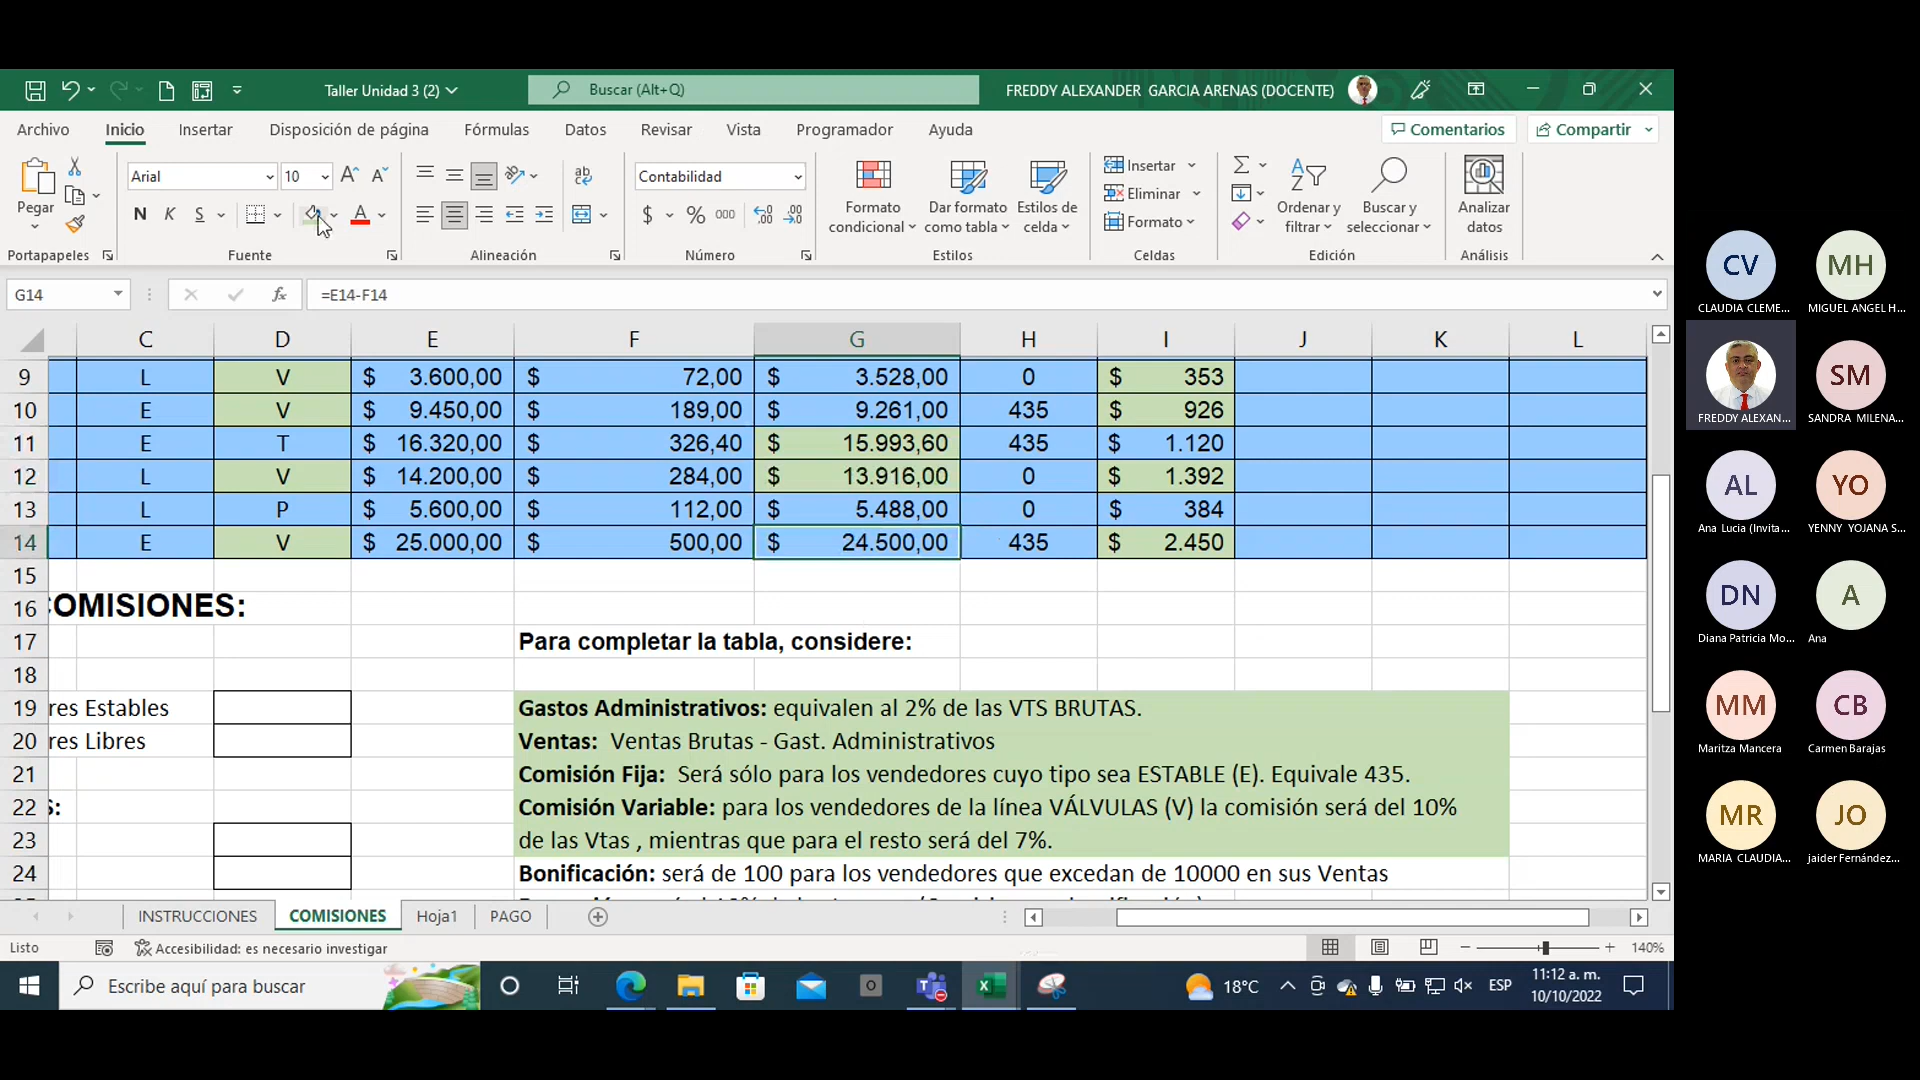 Taller Unidad 3 (2)
Buscar (Alt+Q)
FREDDY ALEXANDER GARCIA ARENAS (DOCENTE)
Archivo Inicio Insertar Disposición de página Fórmulas Datos Revisar Vista Programador Ayuda Comentarios Compartir
Arial 10 Contabilidad
Pegar
N K S
$ % 000
Formato condicional
Dar formato como tabla
Estilos de celda
Insertar
Eliminar
Formato
Ordenar y filtrar
Buscar y seleccionar
Analizar datos
Portapapeles Fuente Alineación Número Estilos Celdas Edición Análisis
G14 fx =E14-F14
C D E F G H I J K L
9 L V $ 3.600,00 $ 72,00 $ 3.528,00 0 $ 353
10 E V $ 9.450,00 $ 189,00 $ 9.261,00 435 $ 926
11 E T $ 16.320,00 $ 326,40 $ 15.993,60 435 $ 1.120
12 L V $ 14.200,00 $ 284,00 $ 13.916,00 0 $ 1.392
13 L P $ 5.600,00 $ 112,00 $ 5.488,00 0 $ 384
14 E V $ 25.000,00 $ 500,00 $ 24.500,00 435 $ 2.450
15
16 COMISIONES:
17 Para completar la tabla, considere:
18
19 res Estables Gastos Administrativos: equivalen al 2% de las VTS BRUTAS.
20 res Libres Ventas: Ventas Brutas - Gast. Administrativos
21 Comisión Fija: Será sólo para los vendedores cuyo tipo sea ESTABLE (E). Equivale 435.
22 S: Comisión Variable: para los vendedores de la línea VÁLVULAS (V) la comisión será del 10%
23 de las Vtas , mientras que para el resto será del 7%.
24 Bonificación: será de 100 para los vendedores que excedan de 10000 en sus Ventas
INSTRUCCIONES COMISIONES Hoja1 PAGO
Listo Accesibilidad: es necesario investigar 140%
Escribe aquí para buscar
18°C ESP
11:12 a. m.
10/10/2022
CV MH
CLAUDIA CLEME... MIGUEL ANGEL H...
SM
FREDDY ALEXAN... SANDRA MILENA...
AL YO
Ana Lucia (Invita... YENNY YOJANA S...
DN A
Diana Patricia Mo... Ana
MM CB
Maritza Mancera Carmen Barajas
MR JO
MARIA CLAUDIA... jaider Fernández...